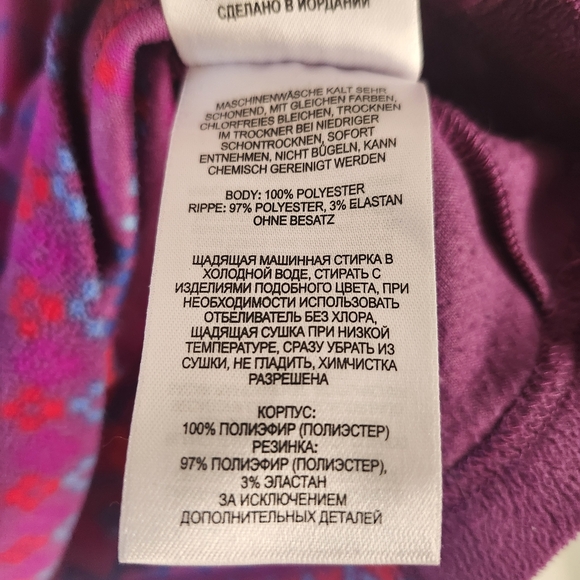 СДЕЛАНО В ИОРДАНИИ
MASCHINENWÄSCHE KALT SEHR
SCHONEND, MIT GLEICHEN FARBEN,
CHLORFREIES BLEICHEN, TROCKNEN
IM TROCKNER BEI NIEDRIGER
SCHONTROCKNEN, SOFORT
ENTNEHMEN, NICHT BÜGELN, KANN
CHEMISCH GEREINIGT WERDEN
BODY: 100% POLYESTER
RIPPE: 97% POLYESTER, 3% ELASTAN
OHNE BESATZ
ЩАДЯЩАЯ МАШИННАЯ СТИРКА В
ХОЛОДНОЙ ВОДЕ, СТИРАТЬ С
ИЗДЕЛИЯМИ ПОДОБНОГО ЦВЕТА, ПРИ
НЕОБХОДИМОСТИ ИСПОЛЬЗОВАТЬ
ОТБЕЛИВАТЕЛЬ БЕЗ ХЛОРА,
ЩАДЯЩАЯ СУШКА ПРИ НИЗКОЙ
ТЕМПЕРАТУРЕ, СРАЗУ УБРАТЬ ИЗ
СУШКИ, НЕ ГЛАДИТЬ, ХИМЧИСТКА
РАЗРЕШЕНА
КОРПУС:
100% ПОЛИЭФИР (ПОЛИЭСТЕР)
РЕЗИНКА:
97% ПОЛИЭФИР (ПОЛИЭСТЕР),
3% ЭЛАСТАН
ЗА ИСКЛЮЧЕНИЕМ
ДОПОЛНИТЕЛЬНЫХ ДЕТАЛЕЙ